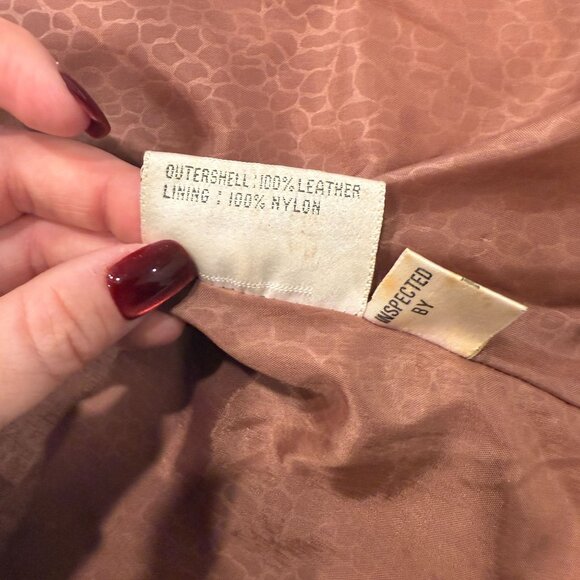 OUTERSHELL:100% LEATHER
LINING : 100% NYLON
INSPECTED
BY